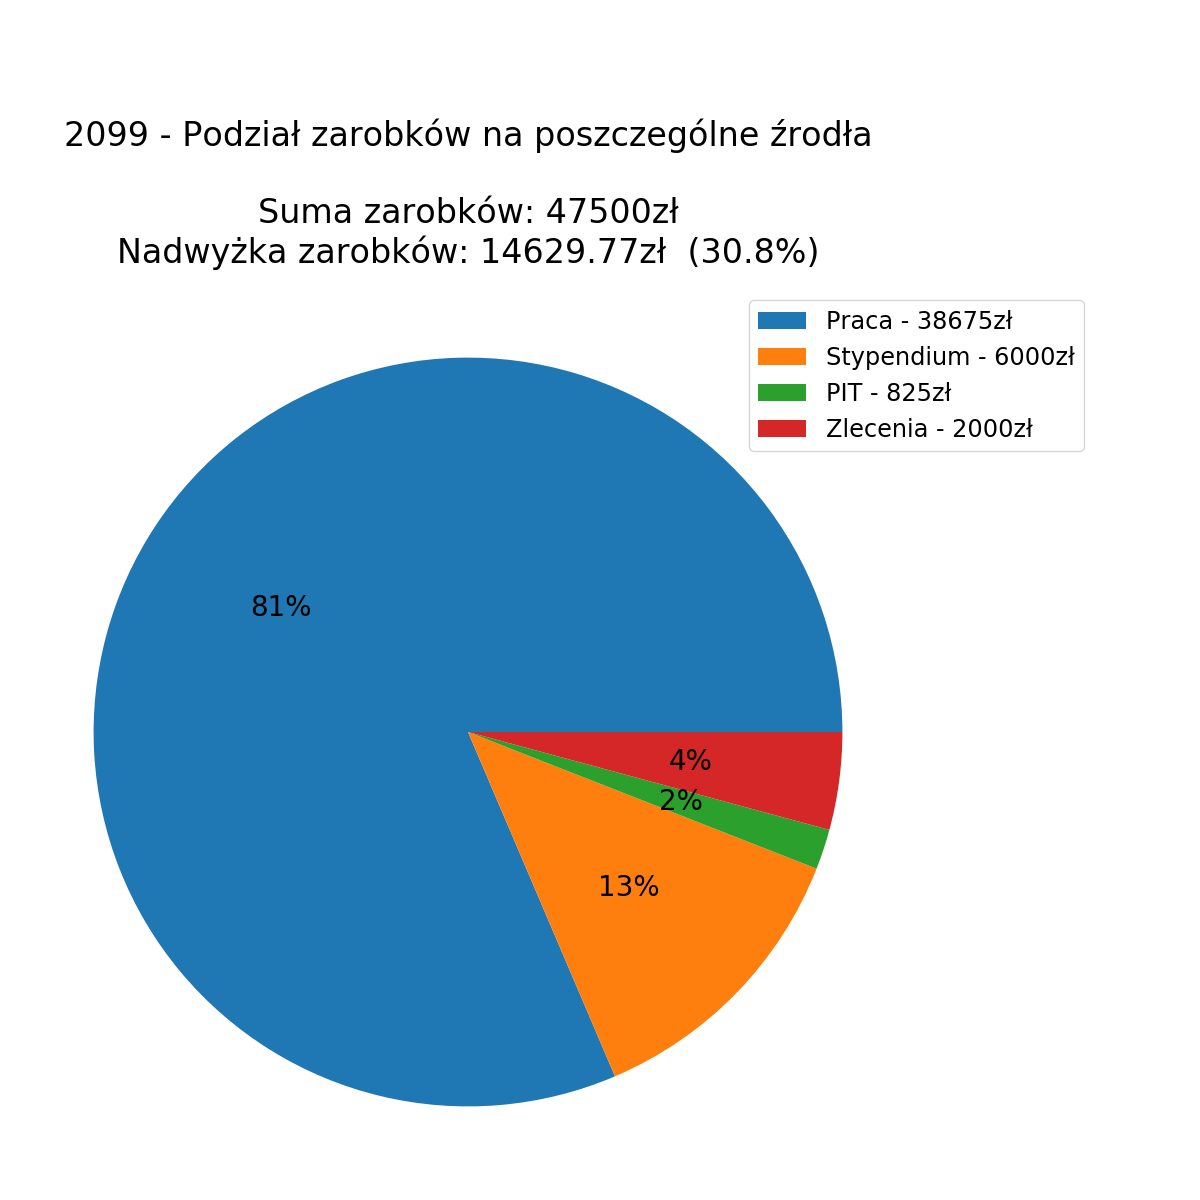 2099 - Podział zarobków na poszczególne źrodła
Suma zarobków: 47500zł
Nadwyżka zarobków: 14629.77zł  (30.8%)
Praca - 38675zł
Stypendium - 6000zł
PIT - 825zł
Zlecenia - 2000zł
81%
4%
2%
13%